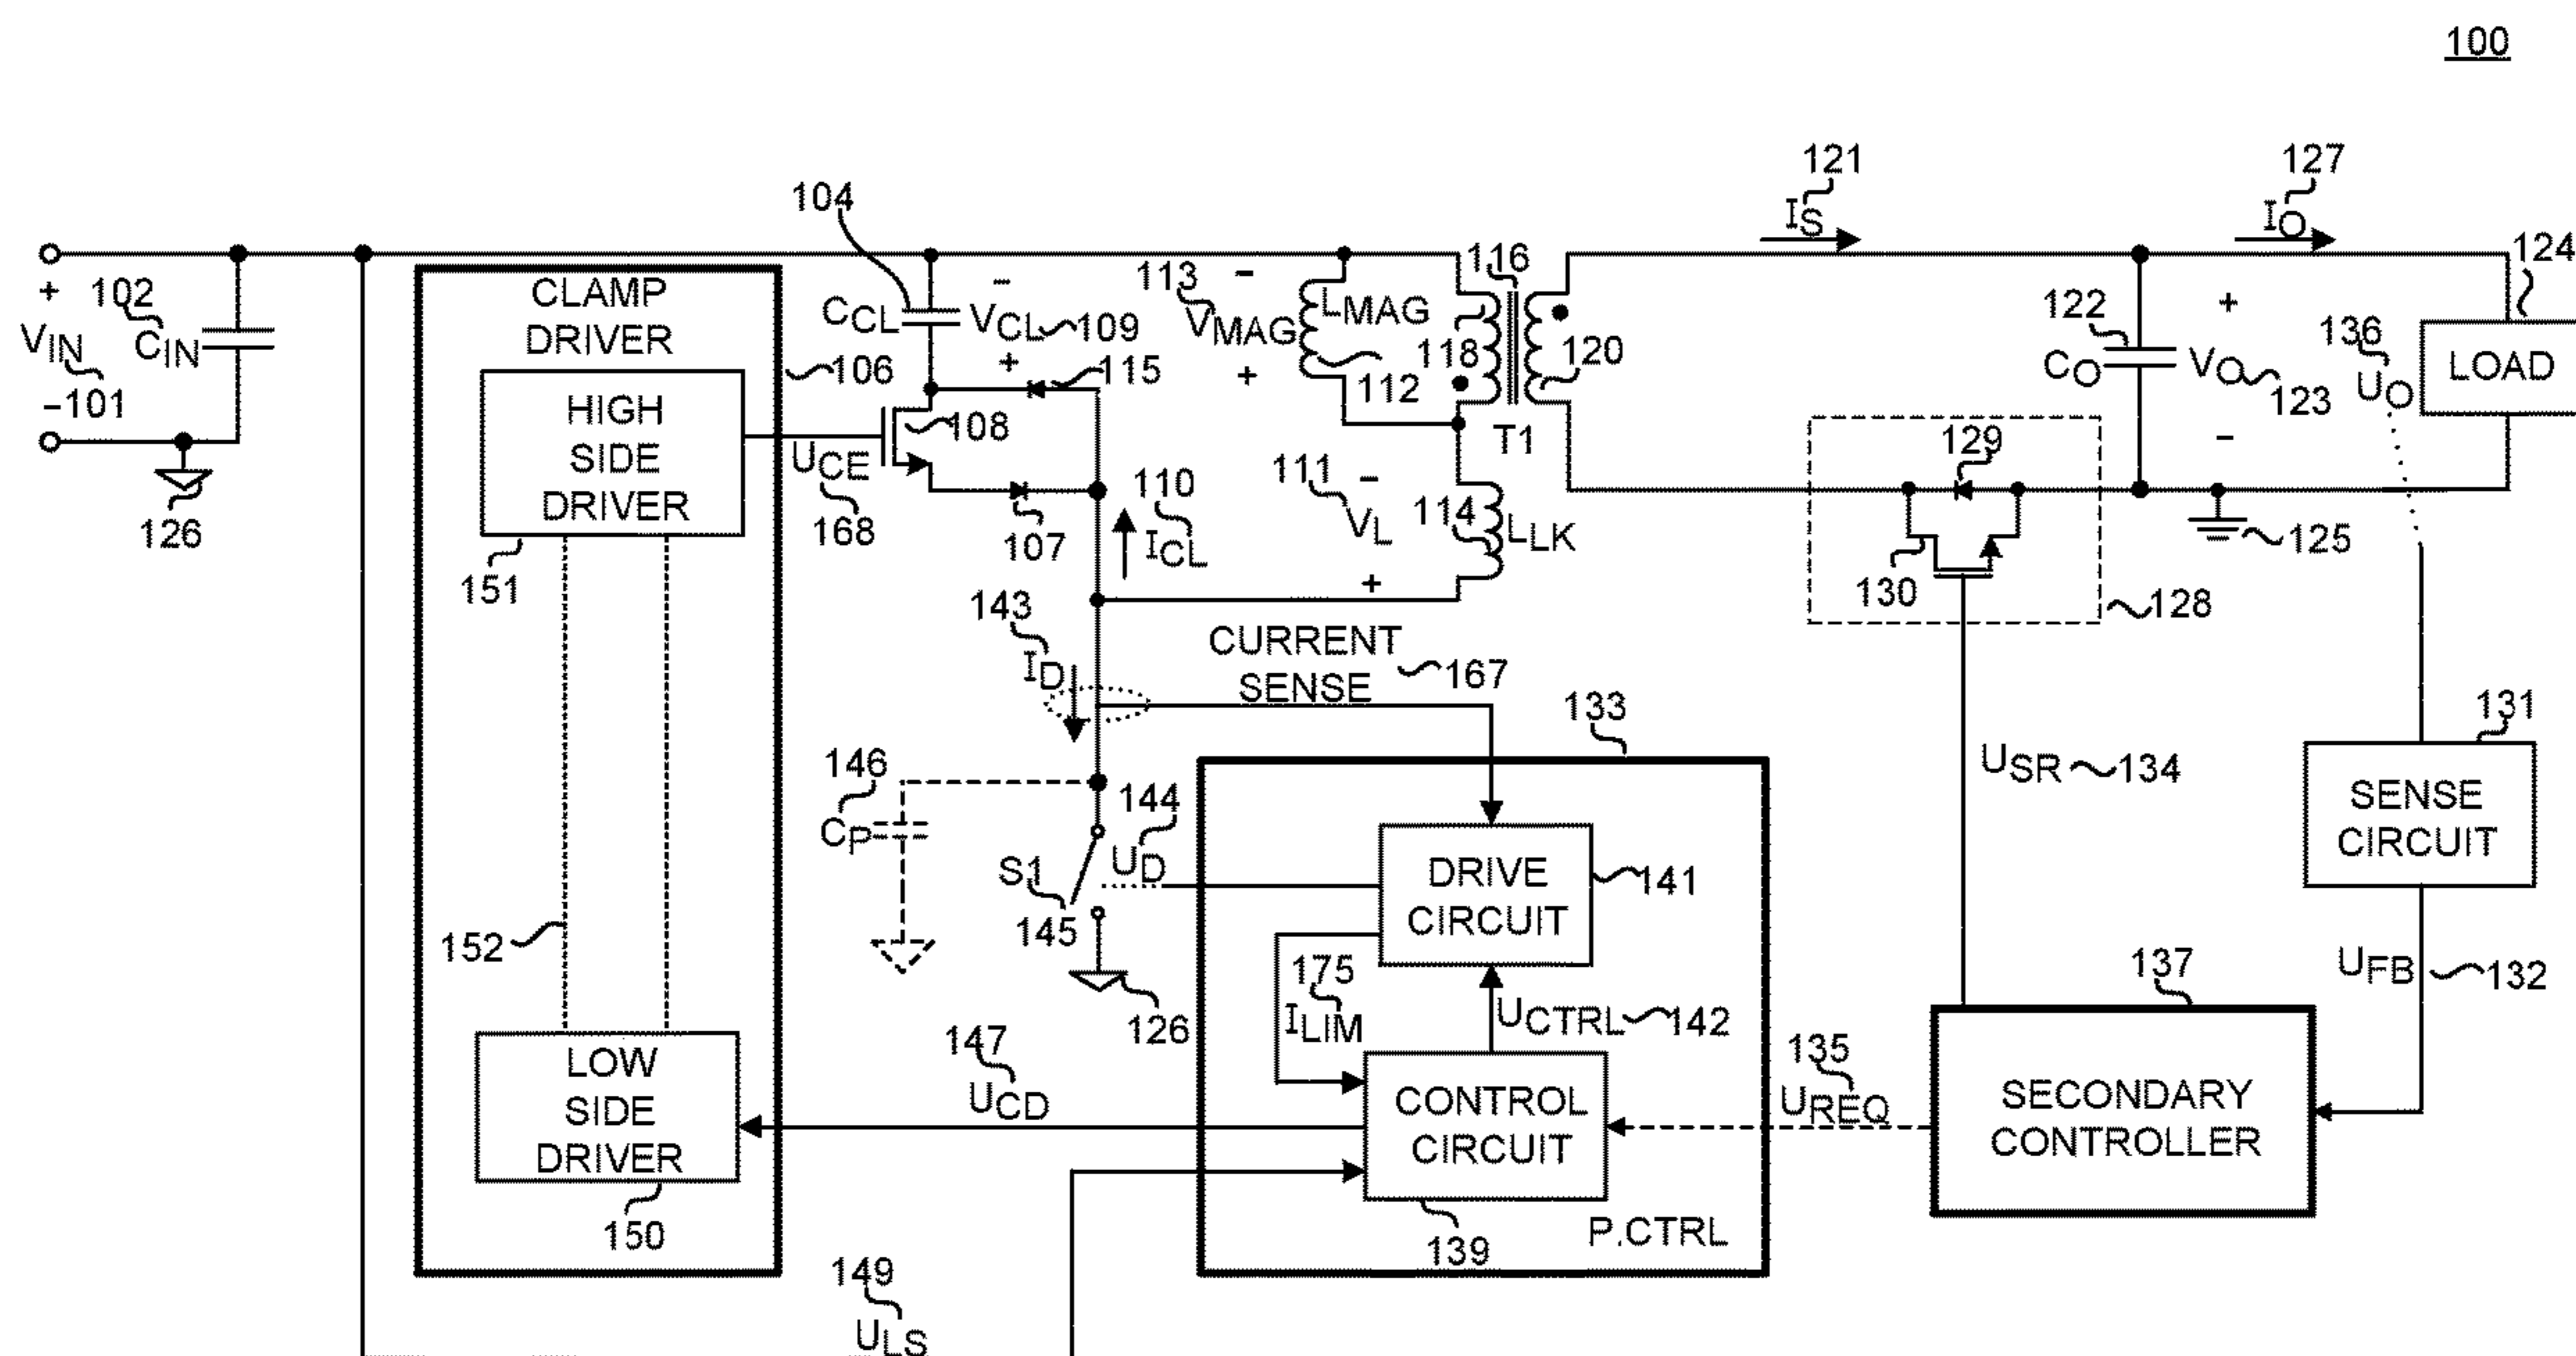 100
121
IS
127
IO
104
116
124
113
VMAG
-
LMAG
+
118
120
112
T1
+
102
VIN
CIN
-101
126
CLAMP
DRIVER
106
HIGH
SIDE
DRIVER
151
CCL
-
VCL 109
+
115
108
UCE
168
107
110
ICL
111
VL
-
114
LLK
+
122
CO
+
VO
123
-
136
UO
LOAD
129
130
128
125
143
ID
CURRENT
SENSE
167
133
146
CP
144
UD
S1
145
126
DRIVE
CIRCUIT
141
175
ILIM
UCTRL 142
CONTROL
CIRCUIT
139
P.CTRL
USR 134
131
SENSE
CIRCUIT
UFB 132
137
SECONDARY
CONTROLLER
135
UREQ
152
LOW
SIDE
DRIVER
150
147
UCD
149
ULS